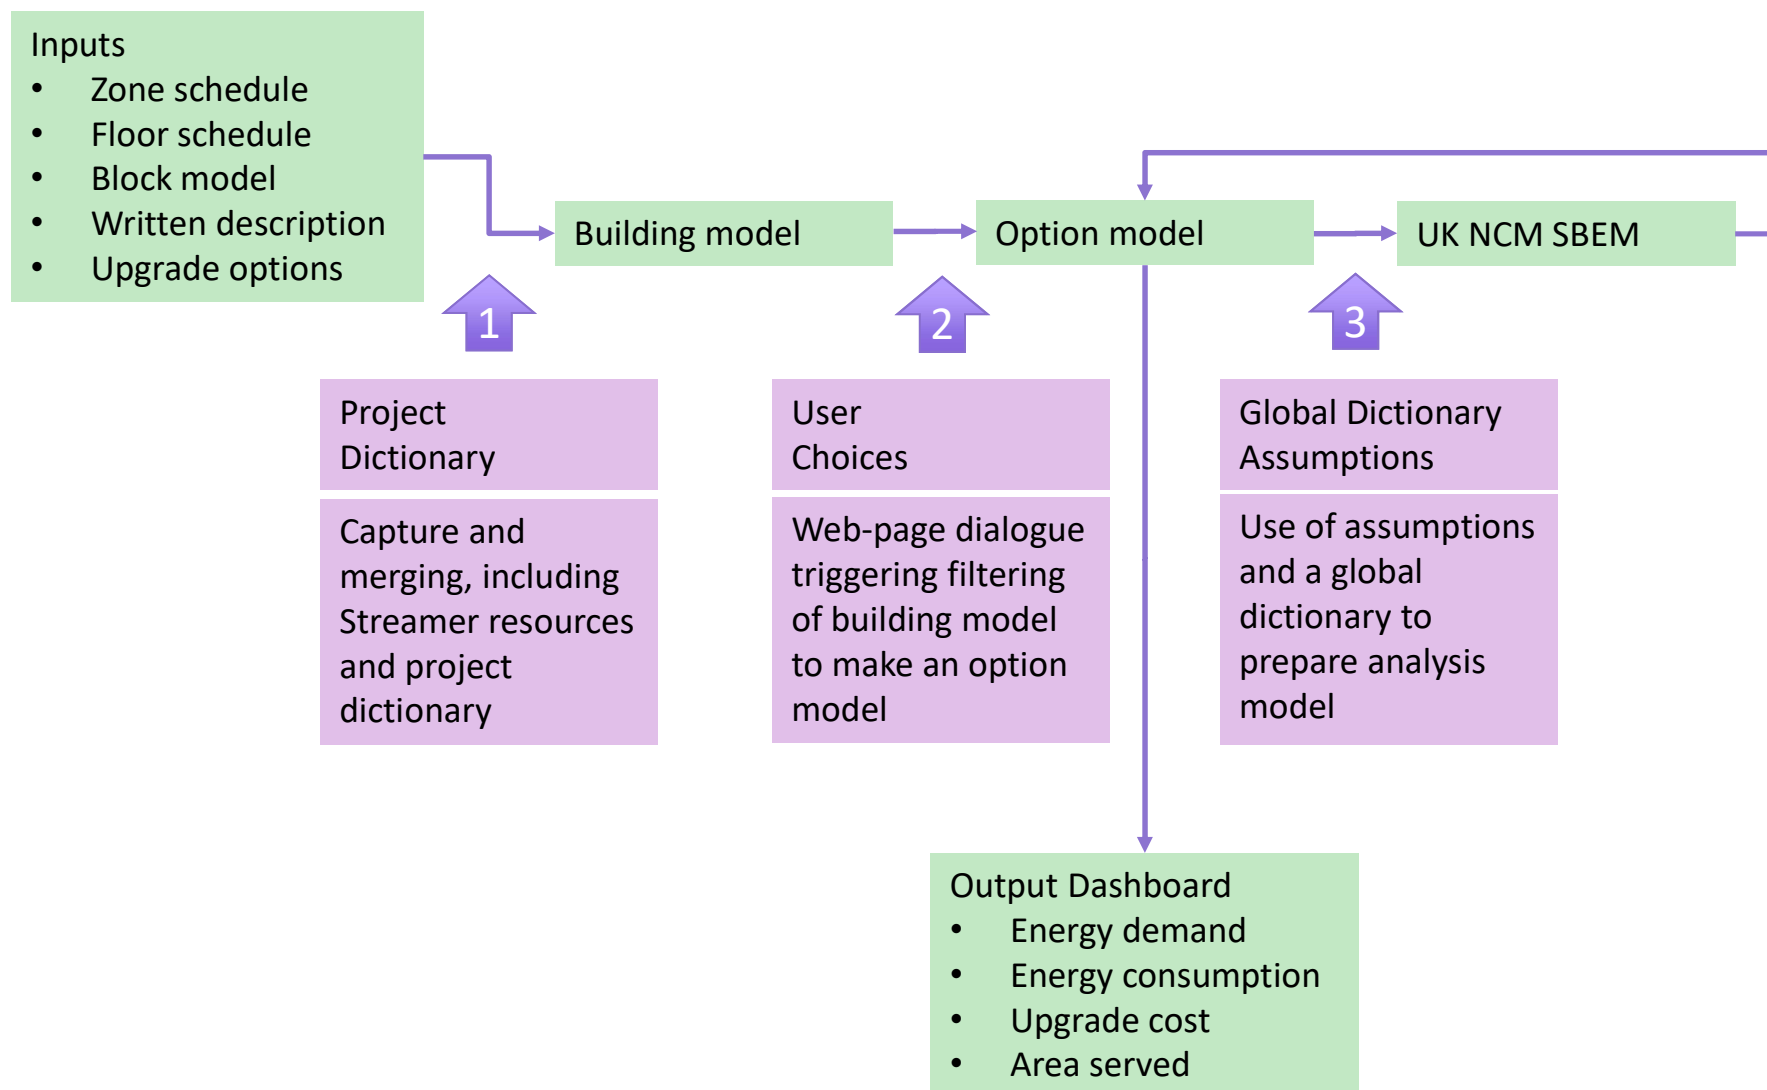 Inputs
• Zone schedule
• Floor schedule
• Block model
• Written description
• Upgrade options
Building model
Option model
UK NCM SBEM
1
2
3
Project
Dictionary
Capture and
merging, including
Streamer resources
and project
dictionary
User
Choices
Web-page dialogue
triggering filtering
of building model
to make an option
model
Global Dictionary
Assumptions
Use of assumptions
and a global
dictionary to
prepare analysis
model
Output Dashboard
• Energy demand
• Energy consumption
• Upgrade cost
• Area served